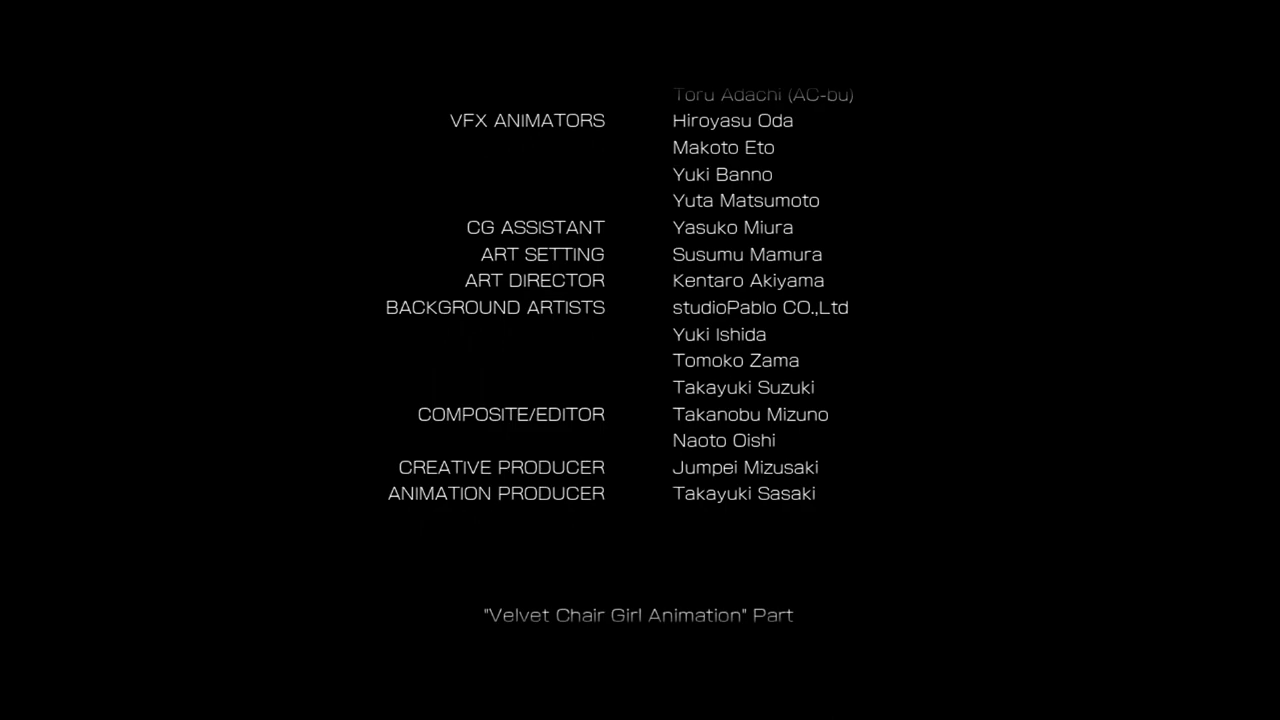 Toru Adachi (AC-bu)
VFX ANIMATORS Hiroyasu Oda
Makoto Eto
Yuki Banno
Yuta Matsumoto
CG ASSISTANT Yasuko Miura
ART SETTING Susumu Mamura
ART DIRECTOR Kentaro Akiyama
BACKGROUND ARTISTS studioPablo CO.,Ltd
Yuki Ishida
Tomoko Zama
Takayuki Suzuki
COMPOSITE/EDITOR Takanobu Mizuno
Naoto Oishi
CREATIVE PRODUCER Jumpei Mizusaki
ANIMATION PRODUCER Takayuki Sasaki
"Velvet Chair Girl Animation" Part